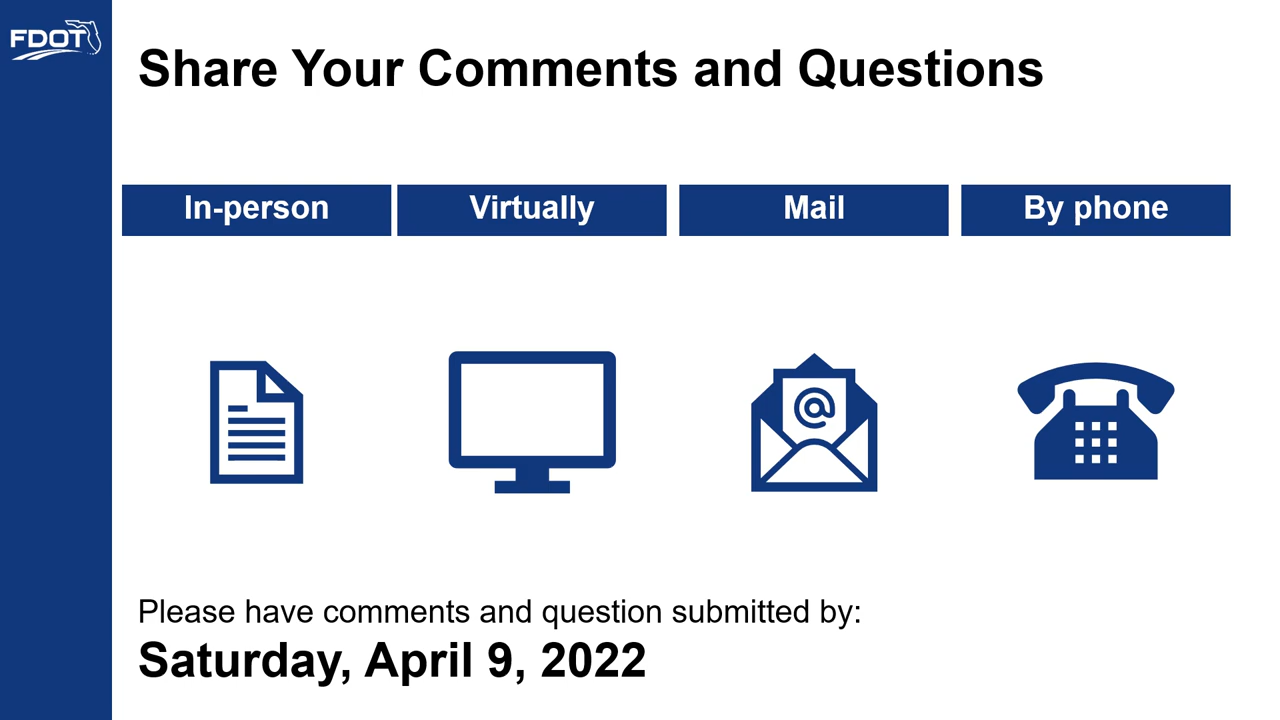 FDOT
Share Your Comments and Questions
In-person
Virtually
Mail
By phone
@
Please have comments and question submitted by:
Saturday, April 9, 2022